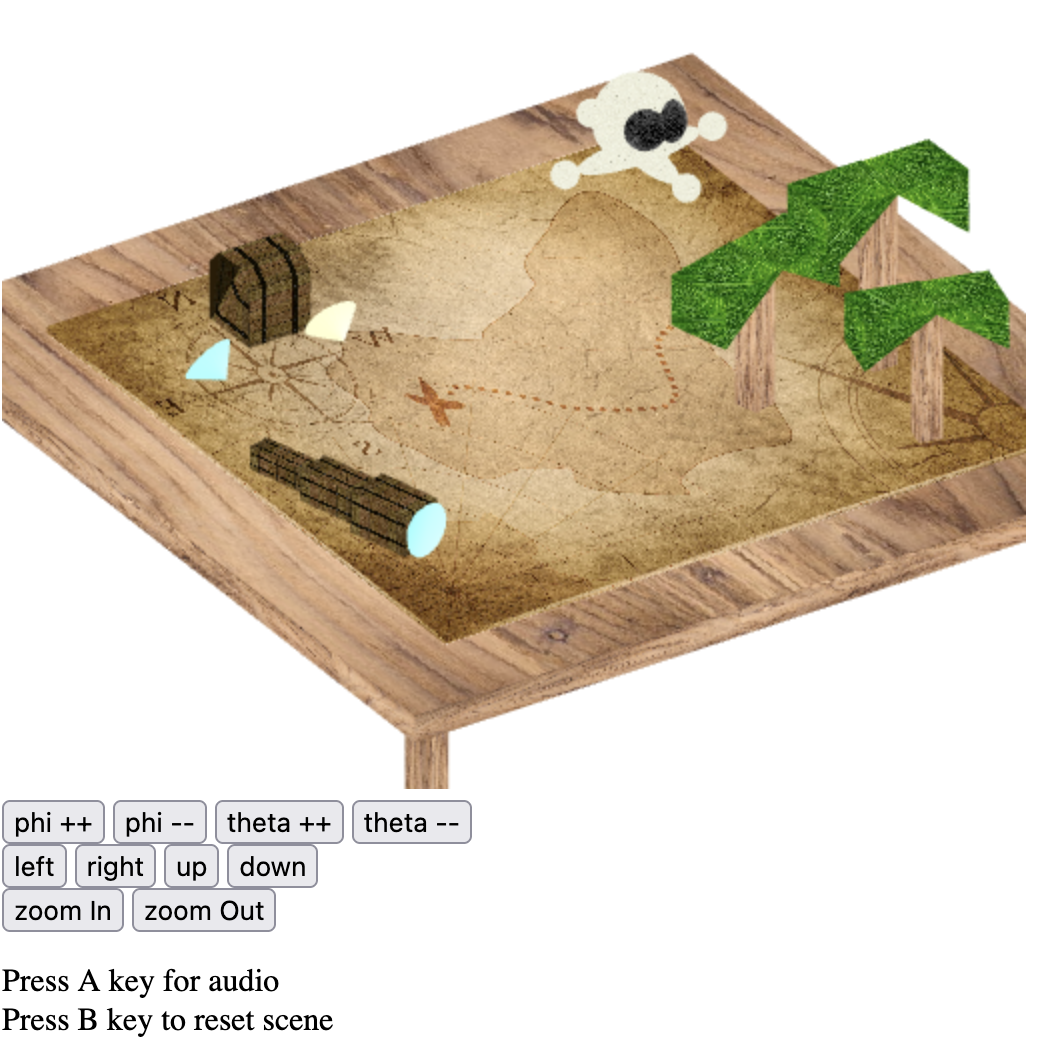 phi ++ phi -- theta ++ theta --
left right up down
zoom In zoom Out
Press A key for audio
Press B key to reset scene